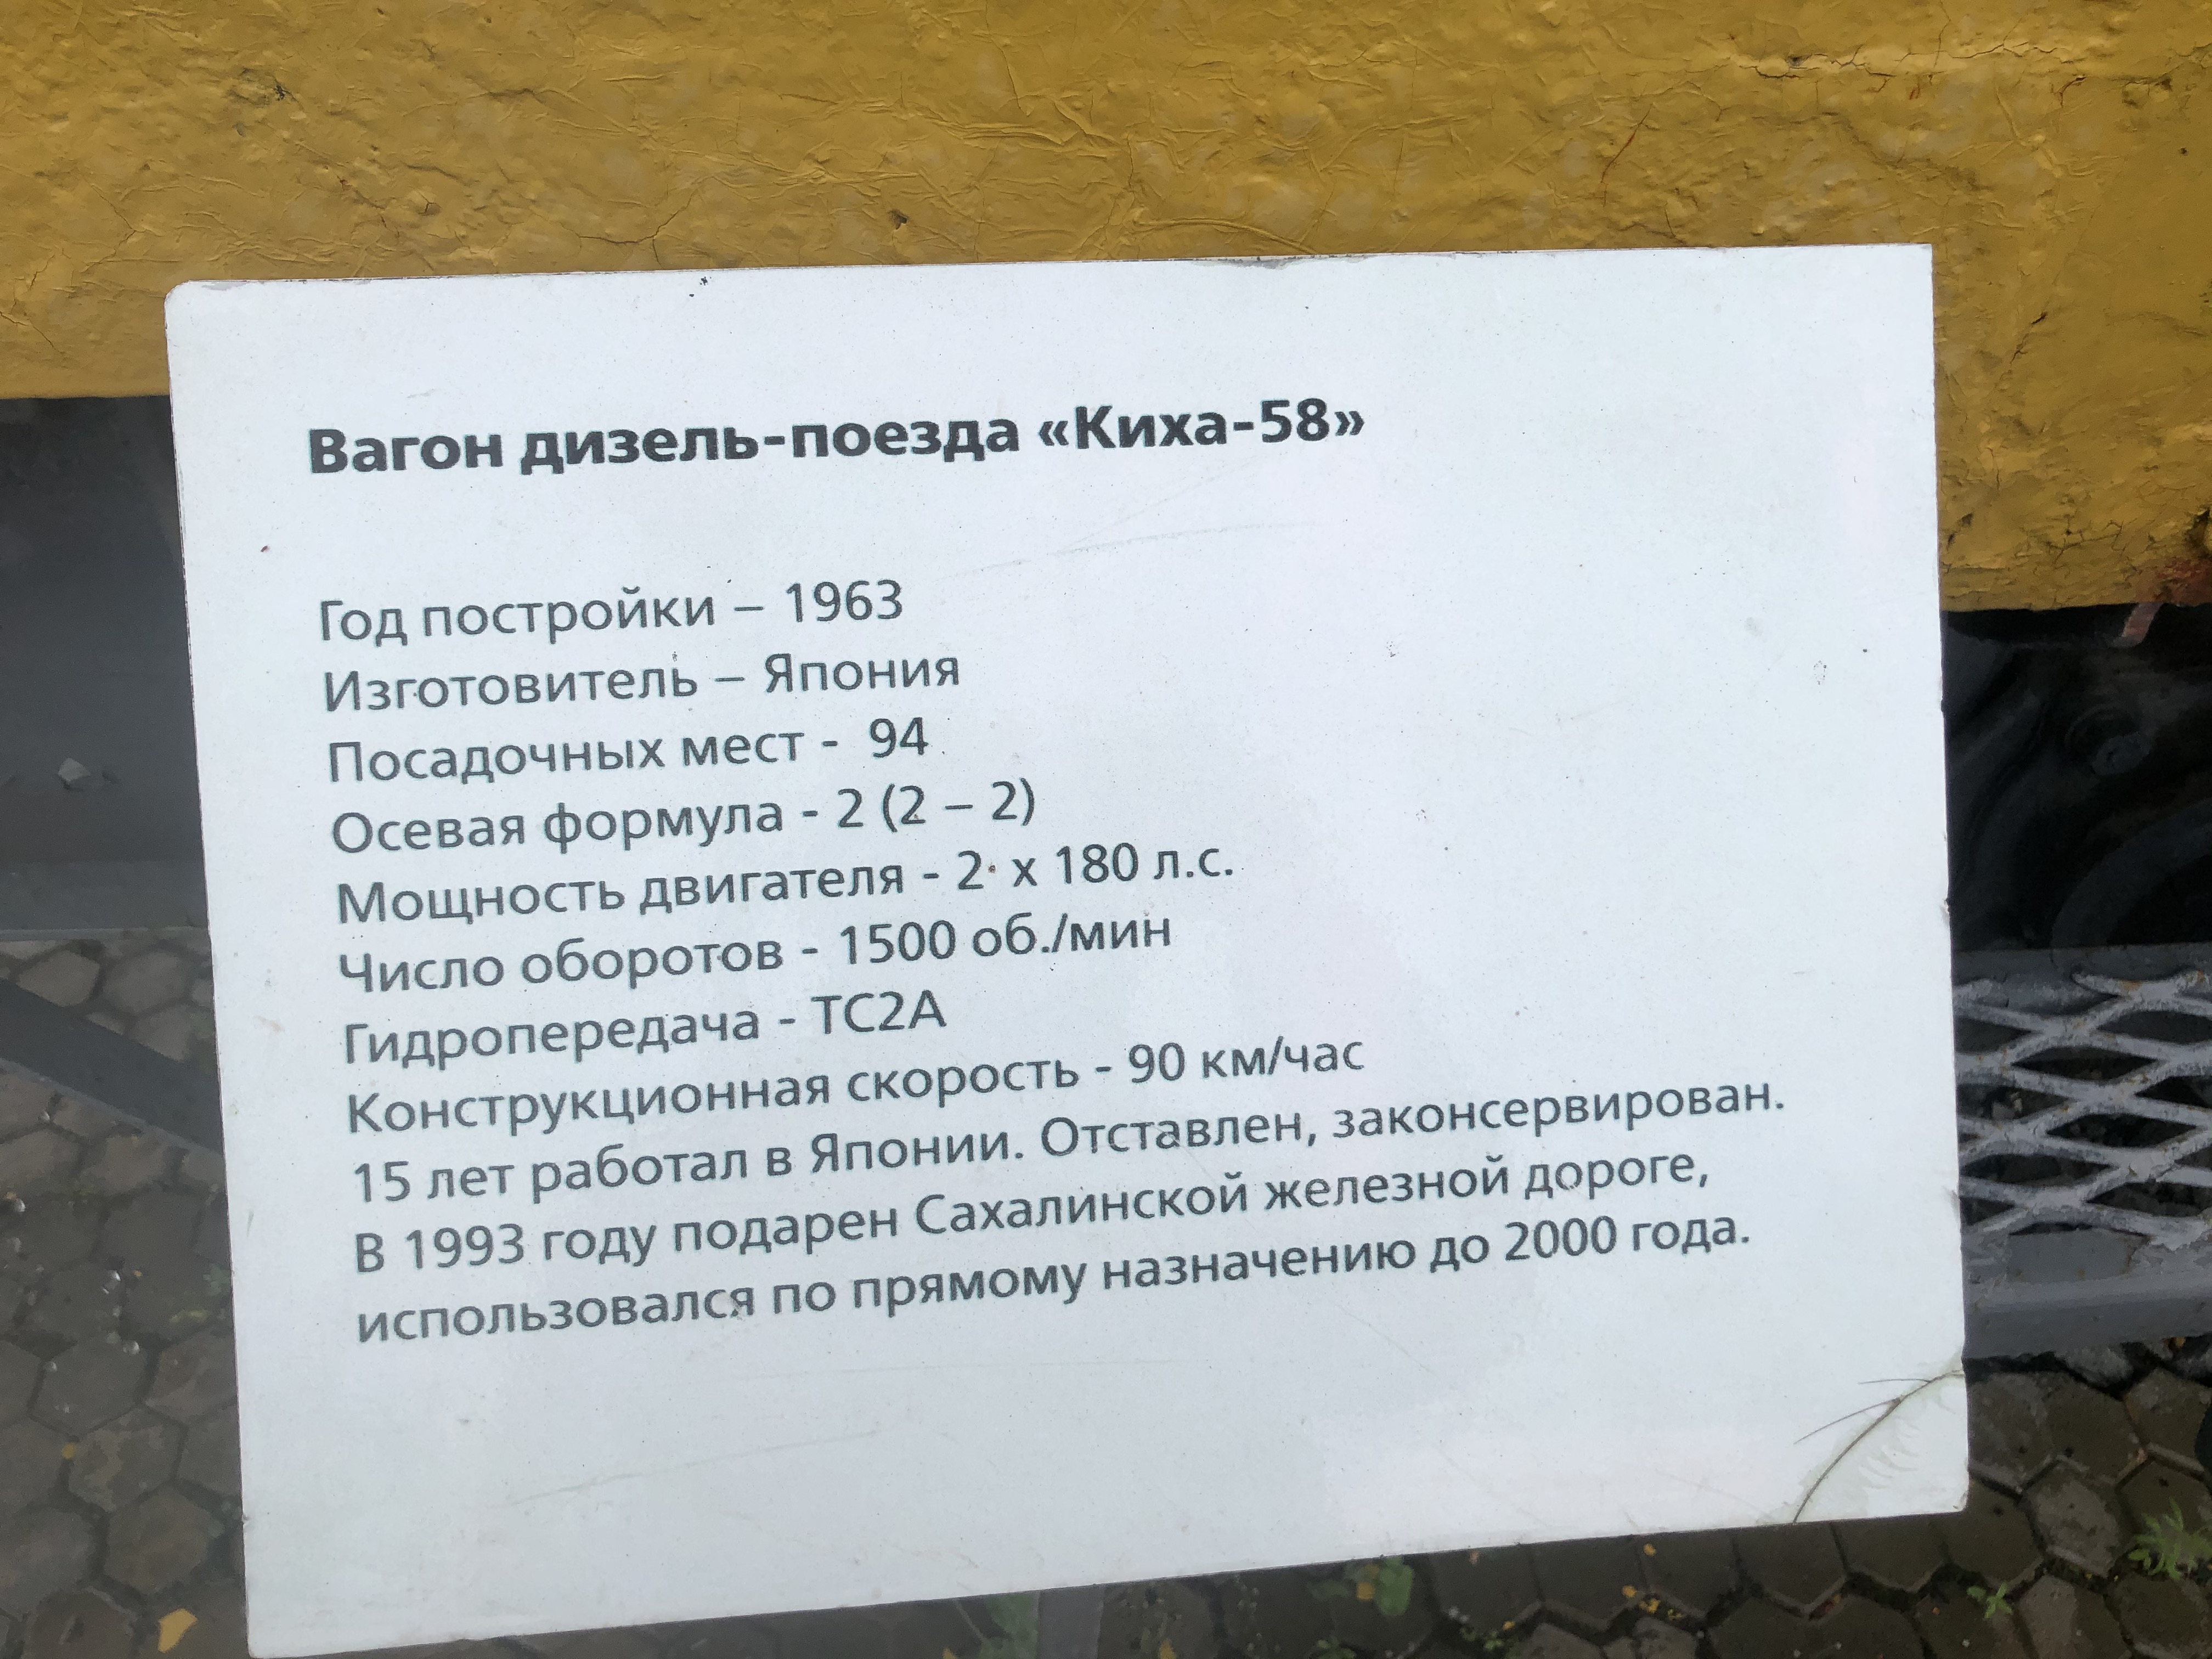 Вагон дизель-поезда «Киха-58»
Год постройки – 1963
Изготовитель – Япония
Посадочных мест - 94
Осевая формула - 2 (2 – 2)
Мощность двигателя - 2 х 180 л.с.
Число оборотов - 1500 об./мин
Гидропередача - ТС2А
Конструкционная скорость - 90 км/час
15 лет работал в Японии. Отставлен, законсервирован.
В 1993 году подарен Сахалинской железной дороге,
использовался по прямому назначению до 2000 года.